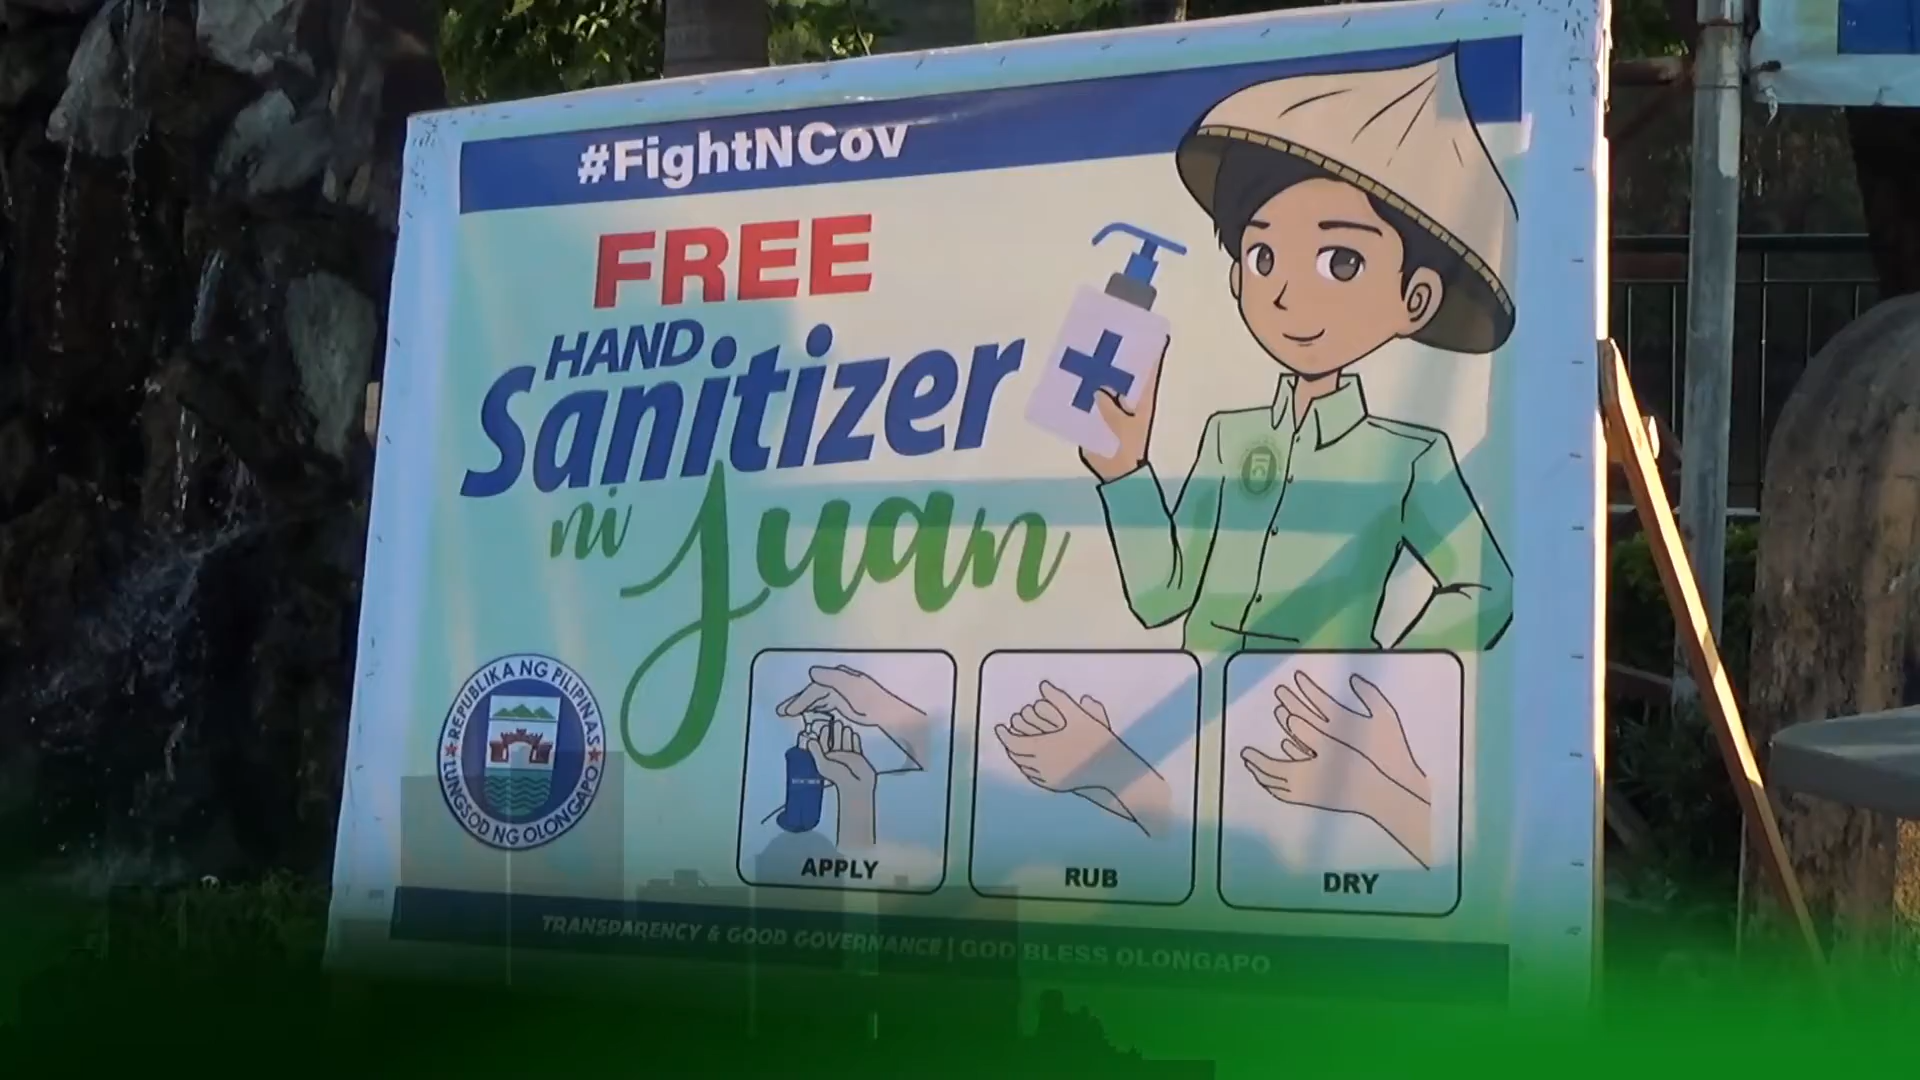 #FightNCov
FREE
HAND
Sanitizer
ni Juan
REPUBLIKA NG PILIPINAS
LUNGSOD NG OLONGAPO
APPLY
RUB
DRY
TRANSPARENCY & GOOD GOVERNANCE | GOD BLESS OLONGAPO